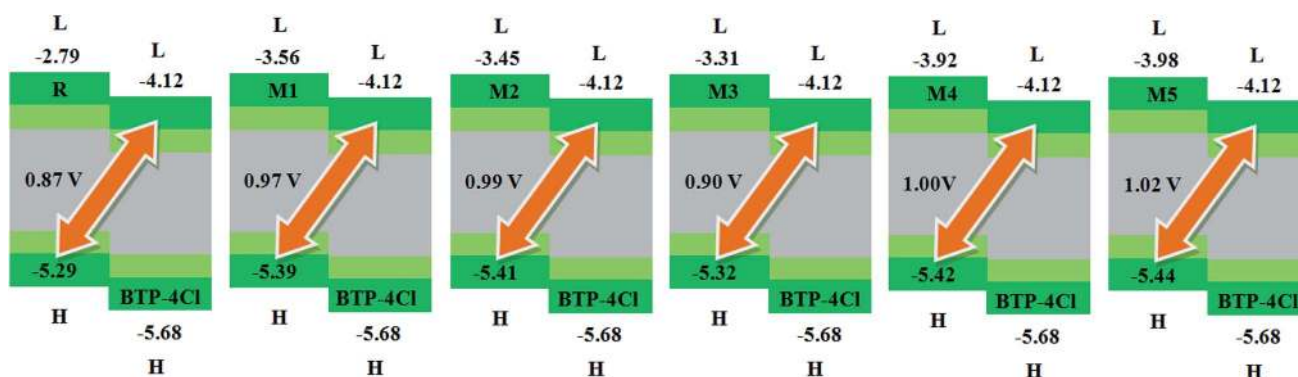 L
-2.79
L
-4.12
R
0.87 V
-5.29
BTP-4Cl
H
-5.68
H
L
-3.56
L
-4.12
M1
0.97 V
-5.39
BTP-4Cl
H
-5.68
H
L
-3.45
L
-4.12
M2
0.99 V
-5.41
BTP-4Cl
H
-5.68
H
L
-3.31
L
-4.12
M3
0.90 V
-5.32
BTP-4Cl
H
-5.68
H
L
-3.92
L
-4.12
M4
1.00V
-5.42
BTP-4Cl
H
-5.68
H
L
-3.98
L
-4.12
M5
1.02 V
-5.44
BTP-4Cl
H
-5.68
H